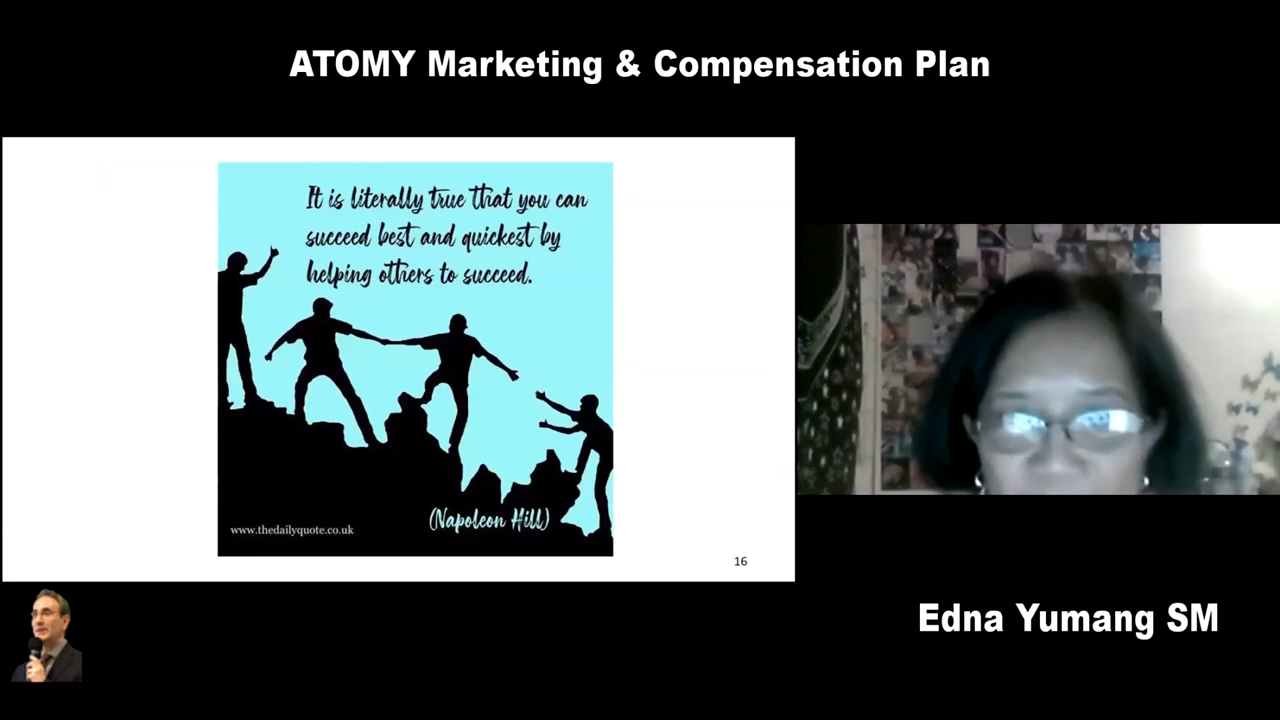 ATOMY Marketing & Compensation Plan
It is literally true that you can
succeed best and quickest by
helping others to succeed.
(Napoleon Hill)
www.thedailyquote.co.uk
16
Edna Yumang SM